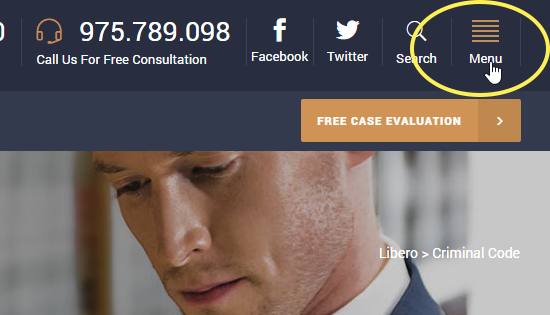 975.789.098
Call Us For Free Consultation
Facebook
Twitter
Search
Menu
FREE CASE EVALUATION
Libero > Criminal Code